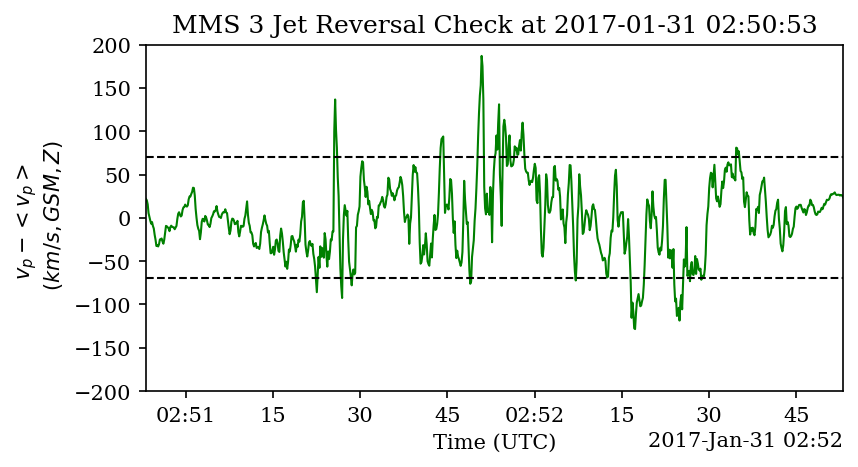 MMS 3 Jet Reversal Check at 2017-01-31 02:50:53
v_p − < v_p >
(km/s, GSM, Z)
200
150
100
50
0
−50
−100
−150
−200
02:51 15 30 45 02:52 15 30 45
Time (UTC) 2017-Jan-31 02:52